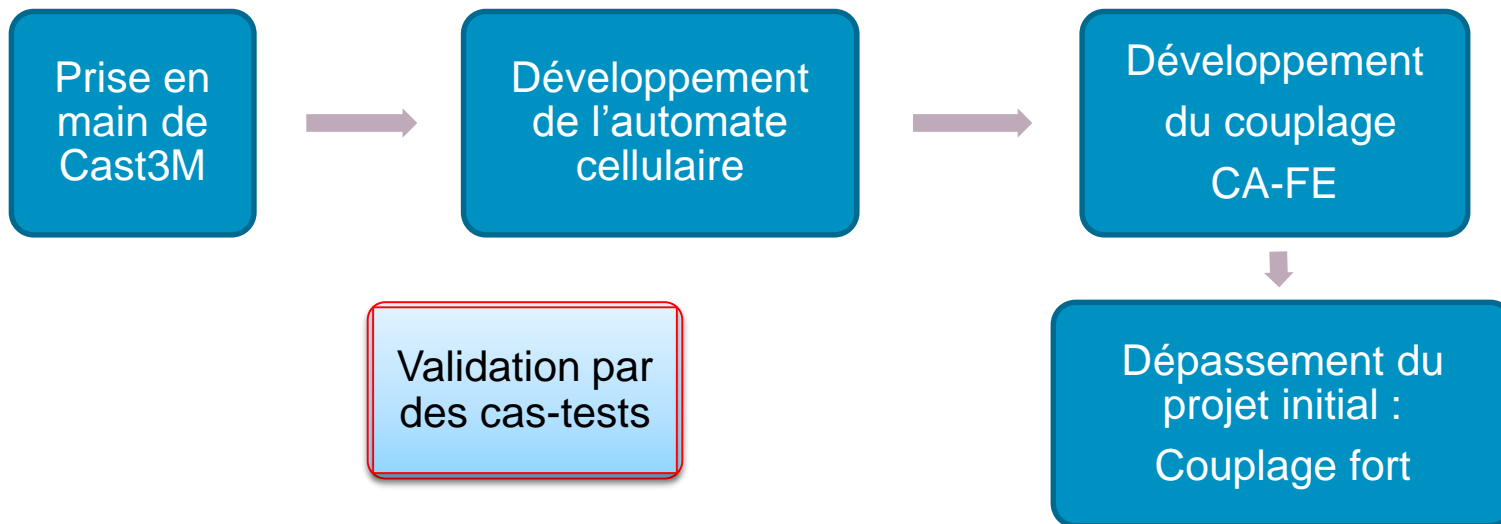 Prise en
main de
Cast3M
Développement
de l'automate
cellulaire
Développement
du couplage
CA-FE
Validation par
des cas-tests
Dépassement du
projet initial :
Couplage fort